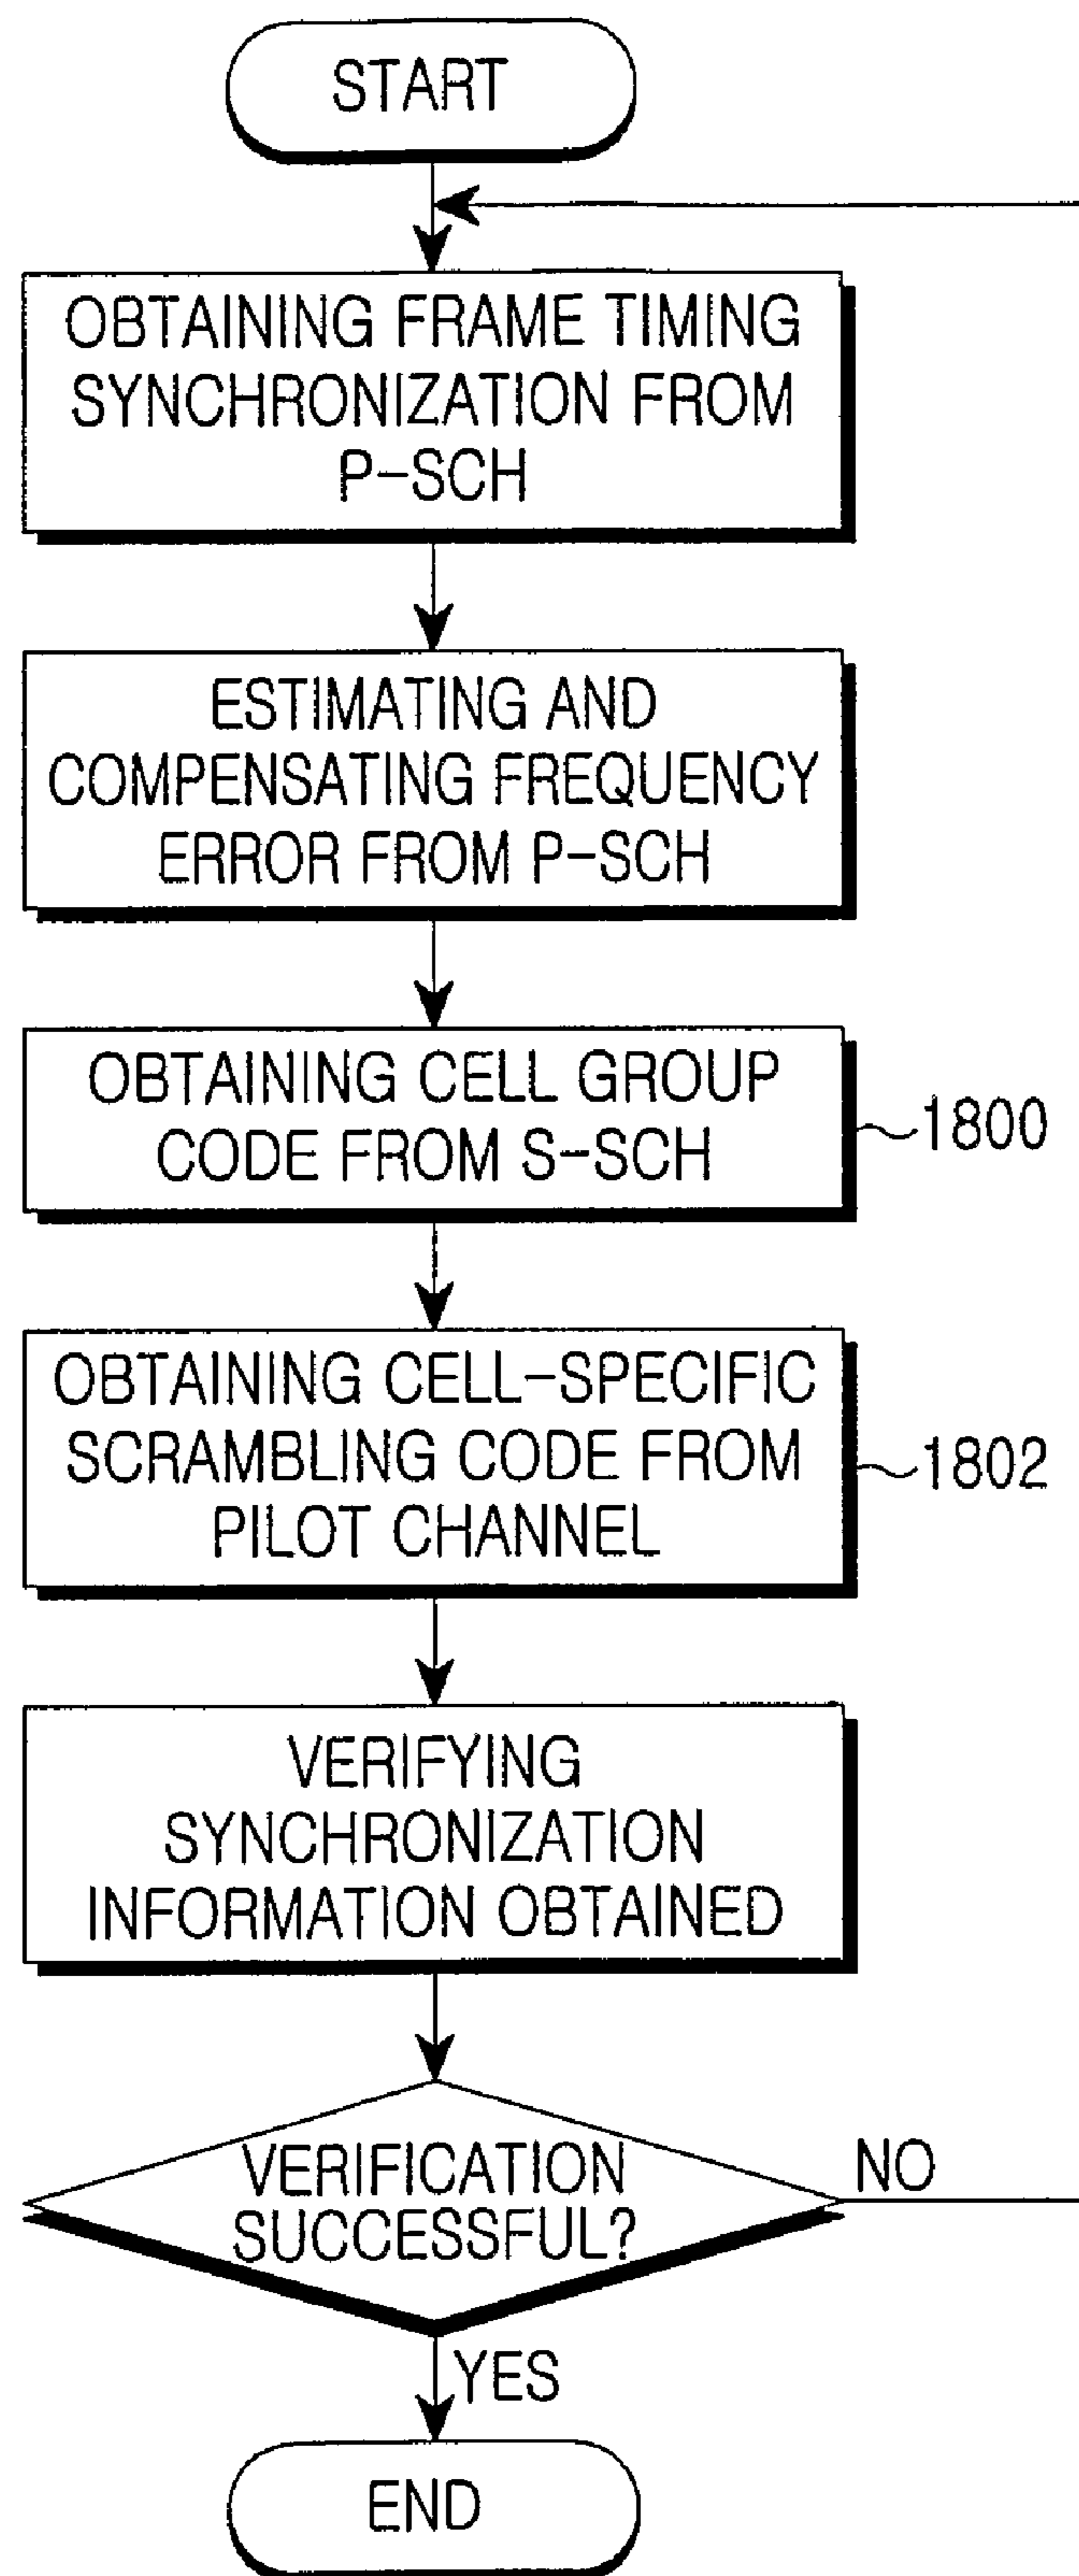 START
OBTAINING FRAME TIMING
SYNCHRONIZATION FROM
P-SCH
ESTIMATING AND
COMPENSATING FREQUENCY
ERROR FROM P-SCH
OBTAINING CELL GROUP
CODE FROM S-SCH
1800
OBTAINING CELL-SPECIFIC
SCRAMBLING CODE FROM
PILOT CHANNEL
1802
VERIFYING
SYNCHRONIZATION
INFORMATION OBTAINED
VERIFICATION
SUCCESSFUL?
NO
YES
END